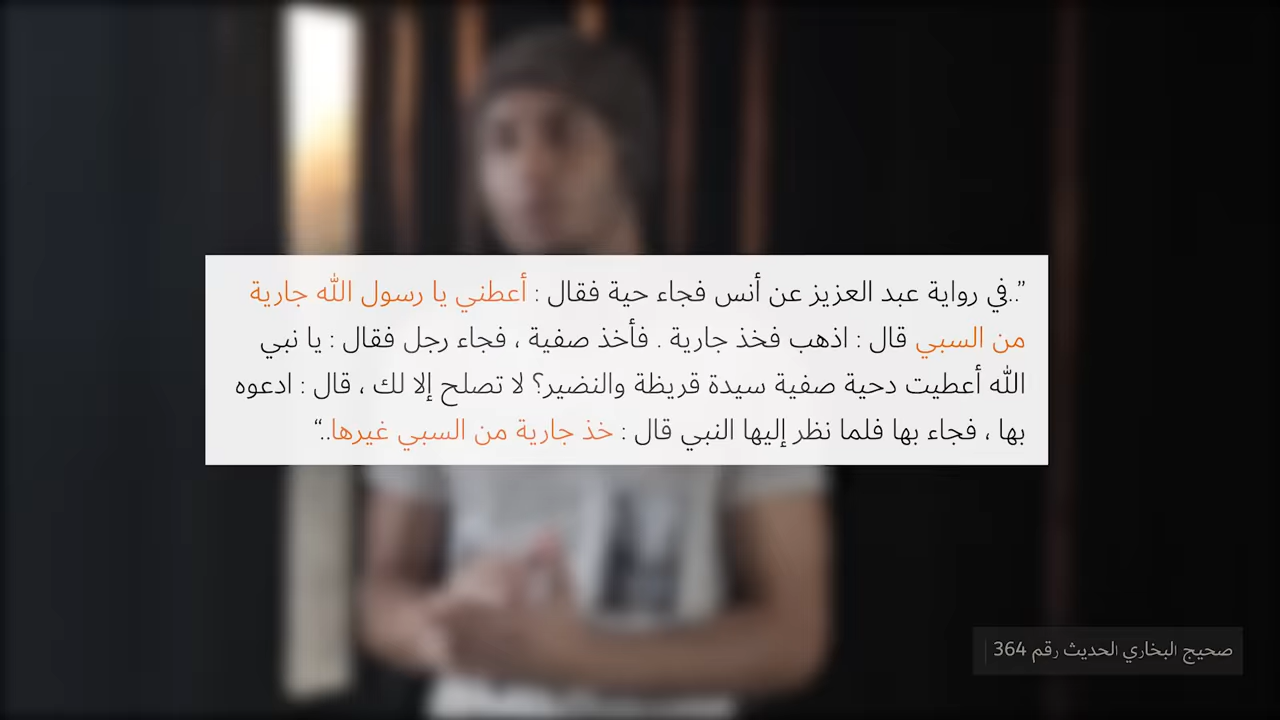 ”..في رواية عبد العزيز عن أنس فجاء حية فقال : أعطني يا رسول الله جارية
من السبي قال : اذهب فخذ جارية . فأخذ صفية ، فجاء رجل فقال : يا نبي
الله أعطيت دحية صفية سيدة قريظة والنضير؟ لا تصلح إلا لك ، قال : ادعوه
بها ، فجاء بها فلما نظر إليها النبي قال : خذ جارية من السبي غيرها..“
صحيج البخاري الحديث رقم 364